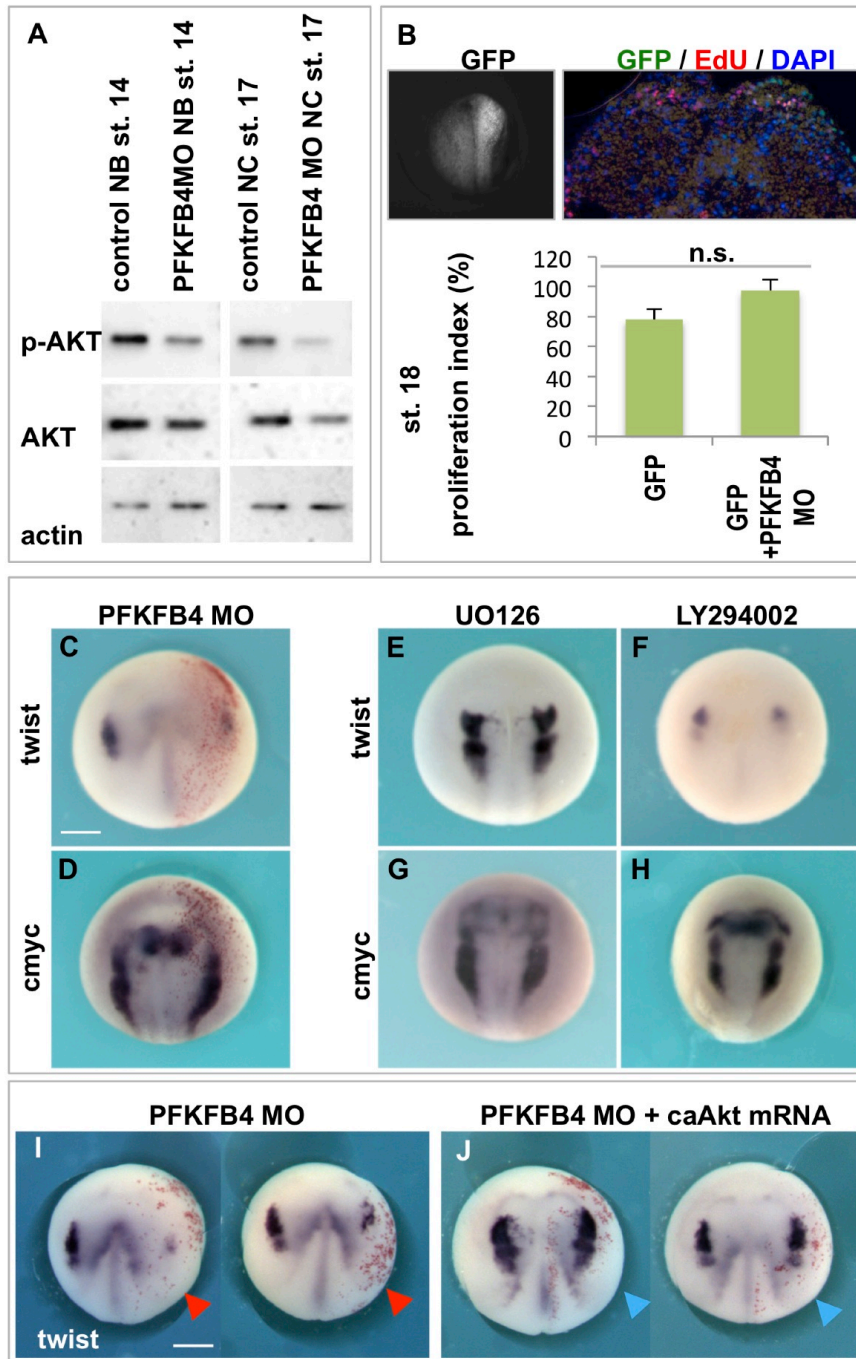 A
control NB st. 14
PFKFB4MO NB st. 14
control NC st. 17
PFKFB4 MO NC st. 17
p-AKT
AKT
actin
B
GFP
GFP / EdU / DAPI
n.s.
st. 18
proliferation index (%)
120
100
80
60
40
20
0
GFP
GFP
+PFKFB4
MO
PFKFB4 MO
UO126
LY294002
C
E
F
twist
twist
D
G
H
cmyc
cmyc
PFKFB4 MO
PFKFB4 MO + caAkt mRNA
I
J
twist